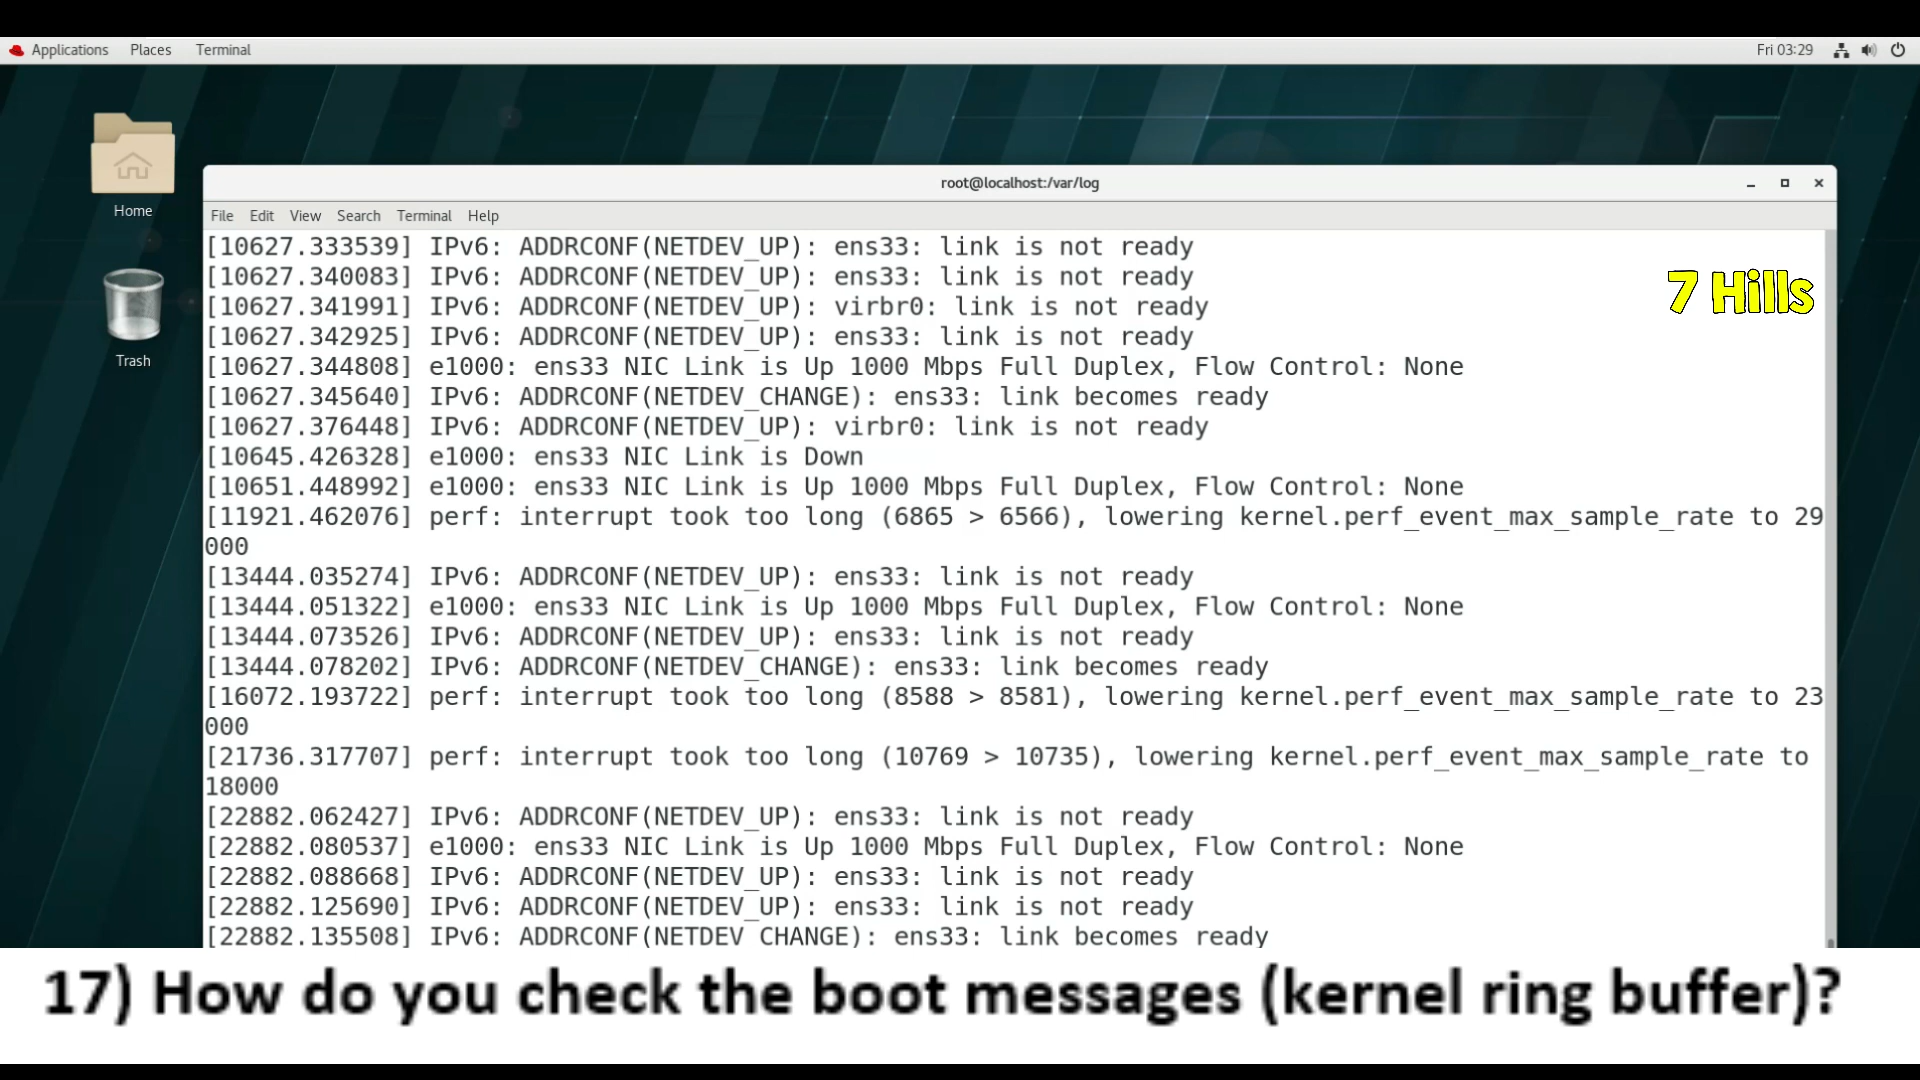 Applications Places Terminal Fri 03:29
Home
Trash
root@localhost:/var/log
File Edit View Search Terminal Help
[10627.333539] IPv6: ADDRCONF(NETDEV_UP): ens33: link is not ready
[10627.340083] IPv6: ADDRCONF(NETDEV_UP): ens33: link is not ready
[10627.341991] IPv6: ADDRCONF(NETDEV_UP): virbr0: link is not ready
[10627.342925] IPv6: ADDRCONF(NETDEV_UP): ens33: link is not ready
[10627.344808] e1000: ens33 NIC Link is Up 1000 Mbps Full Duplex, Flow Control: None
[10627.345640] IPv6: ADDRCONF(NETDEV_CHANGE): ens33: link becomes ready
[10627.376448] IPv6: ADDRCONF(NETDEV_UP): virbr0: link is not ready
[10645.426328] e1000: ens33 NIC Link is Down
[10651.448992] e1000: ens33 NIC Link is Up 1000 Mbps Full Duplex, Flow Control: None
[11921.462076] perf: interrupt took too long (6865 > 6566), lowering kernel.perf_event_max_sample_rate to 29
000
[13444.035274] IPv6: ADDRCONF(NETDEV_UP): ens33: link is not ready
[13444.051322] e1000: ens33 NIC Link is Up 1000 Mbps Full Duplex, Flow Control: None
[13444.073526] IPv6: ADDRCONF(NETDEV_UP): ens33: link is not ready
[13444.078202] IPv6: ADDRCONF(NETDEV_CHANGE): ens33: link becomes ready
[16072.193722] perf: interrupt took too long (8588 > 8581), lowering kernel.perf_event_max_sample_rate to 23
000
[21736.317707] perf: interrupt took too long (10769 > 10735), lowering kernel.perf_event_max_sample_rate to
18000
[22882.062427] IPv6: ADDRCONF(NETDEV_UP): ens33: link is not ready
[22882.080537] e1000: ens33 NIC Link is Up 1000 Mbps Full Duplex, Flow Control: None
[22882.088668] IPv6: ADDRCONF(NETDEV_UP): ens33: link is not ready
[22882.125690] IPv6: ADDRCONF(NETDEV_UP): ens33: link is not ready
[22882.135508] IPv6: ADDRCONF(NETDEV_CHANGE): ens33: link becomes ready
7 Hills
17) How do you check the boot messages (kernel ring buffer)?